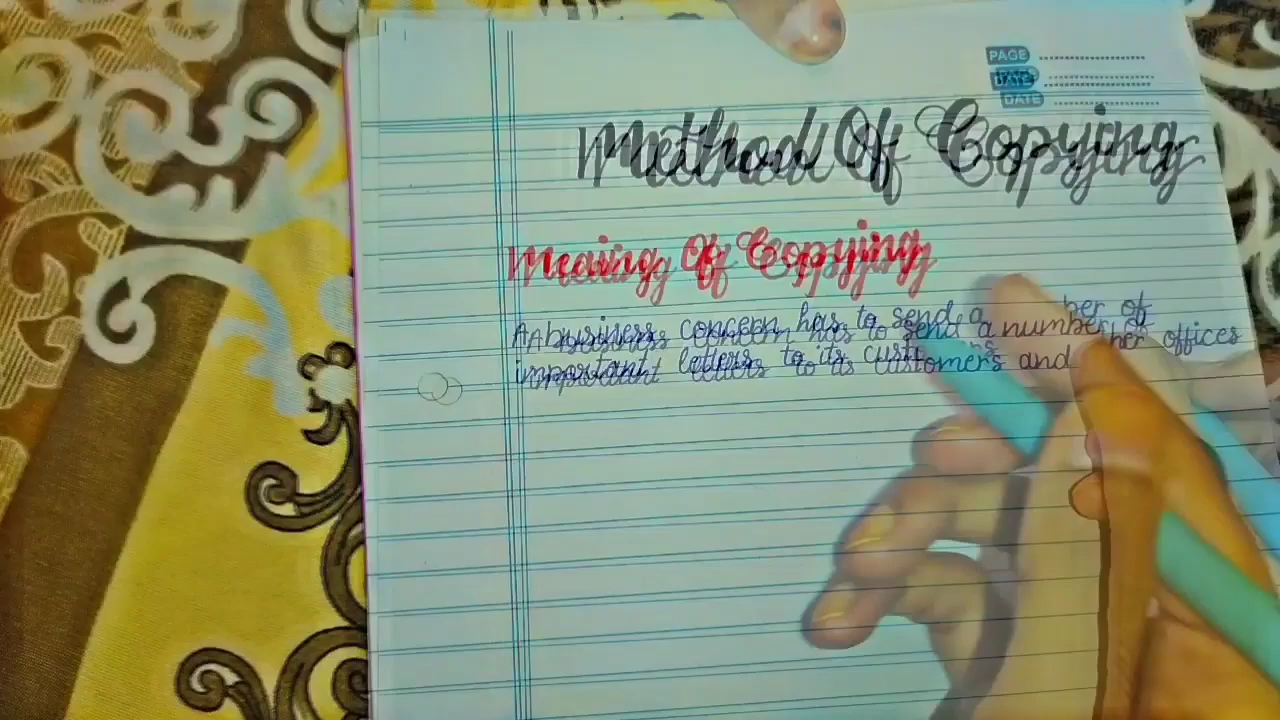 PAGE
DATE
Method Of Copying
Meaing Of Copying
A business concern has to send a number of
important letters to its customers and offices